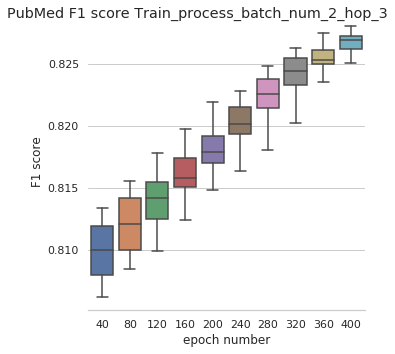 PubMed F1 score Train_process_batch_num_2_hop_3
F1 score
0.825
0.820
0.815
0.810
40 80 120 160 200 240 280 320 360 400
epoch number